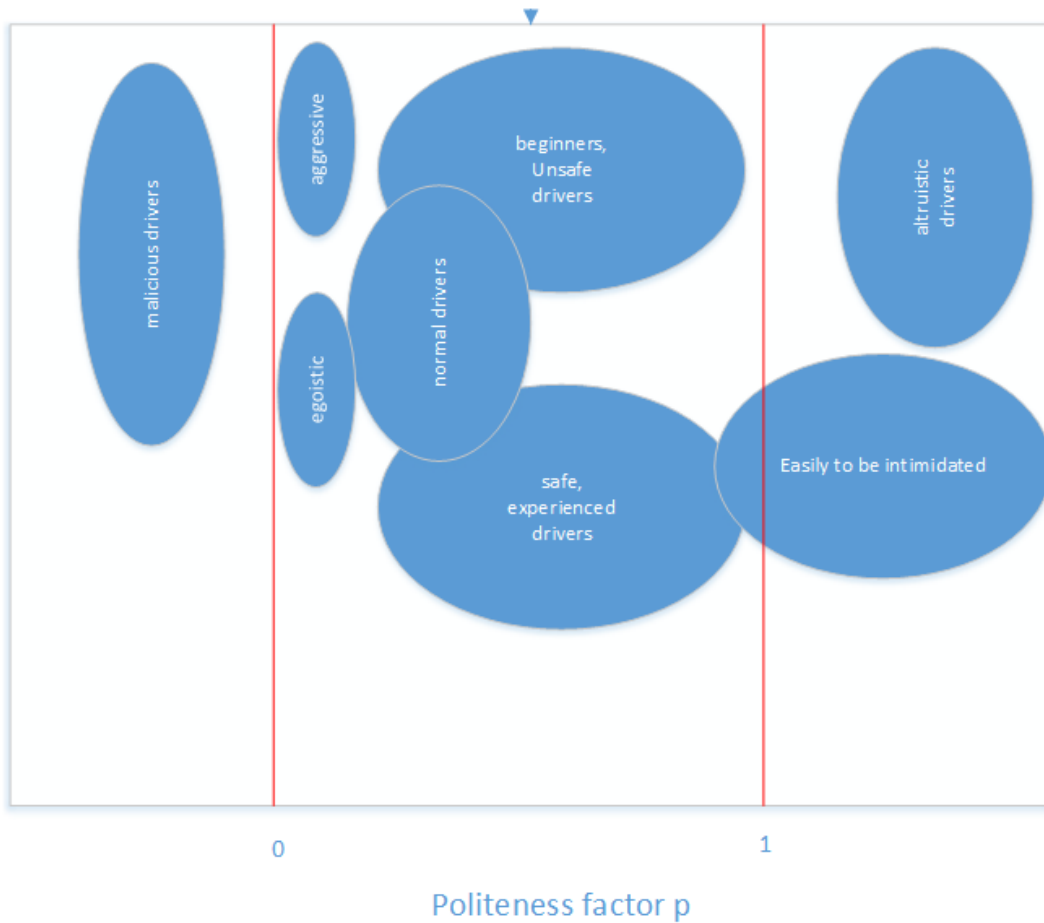 malicious drivers
aggressive
egoistic
normal drivers
beginners,
Unsafe
drivers
safe,
experienced
drivers
altruistic
drivers
Easily to be intimidated
0
1
Politeness factor p